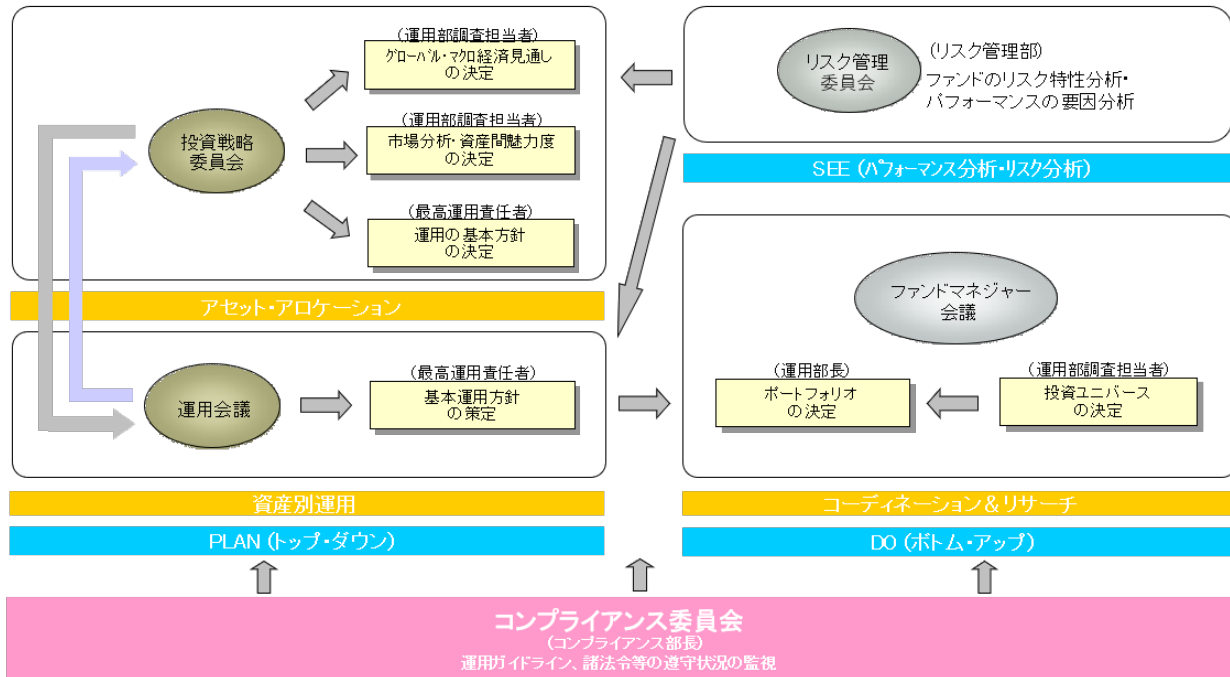 (運用部調査担当者)
グローバル・マクロ経済見通し
の決定
投資戦略
委員会
(運用部調査担当者)
市場分析・資産間魅力度
の決定
(最高運用責任者)
運用の基本方針
の決定
アセット・アロケーション
リスク管理
委員会
(リスク管理部)
ファンドのリスク特性分析・
パフォーマンスの要因分析
SEE (パフォーマンス分析・リスク分析)
運用会議
(最高運用責任者)
基本運用方針
の策定
資産別運用
PLAN (トップ・ダウン)
ファンドマネジャー
会議
(運用部長)
ポートフォリオ
の決定
(運用部調査担当者)
投資ユニバース
の決定
コーディネーション＆リサーチ
DO (ボトム・アップ)
コンプライアンス委員会
(コンプライアンス部長)
運用ガイドライン、諸法令等の遵守状況の監視